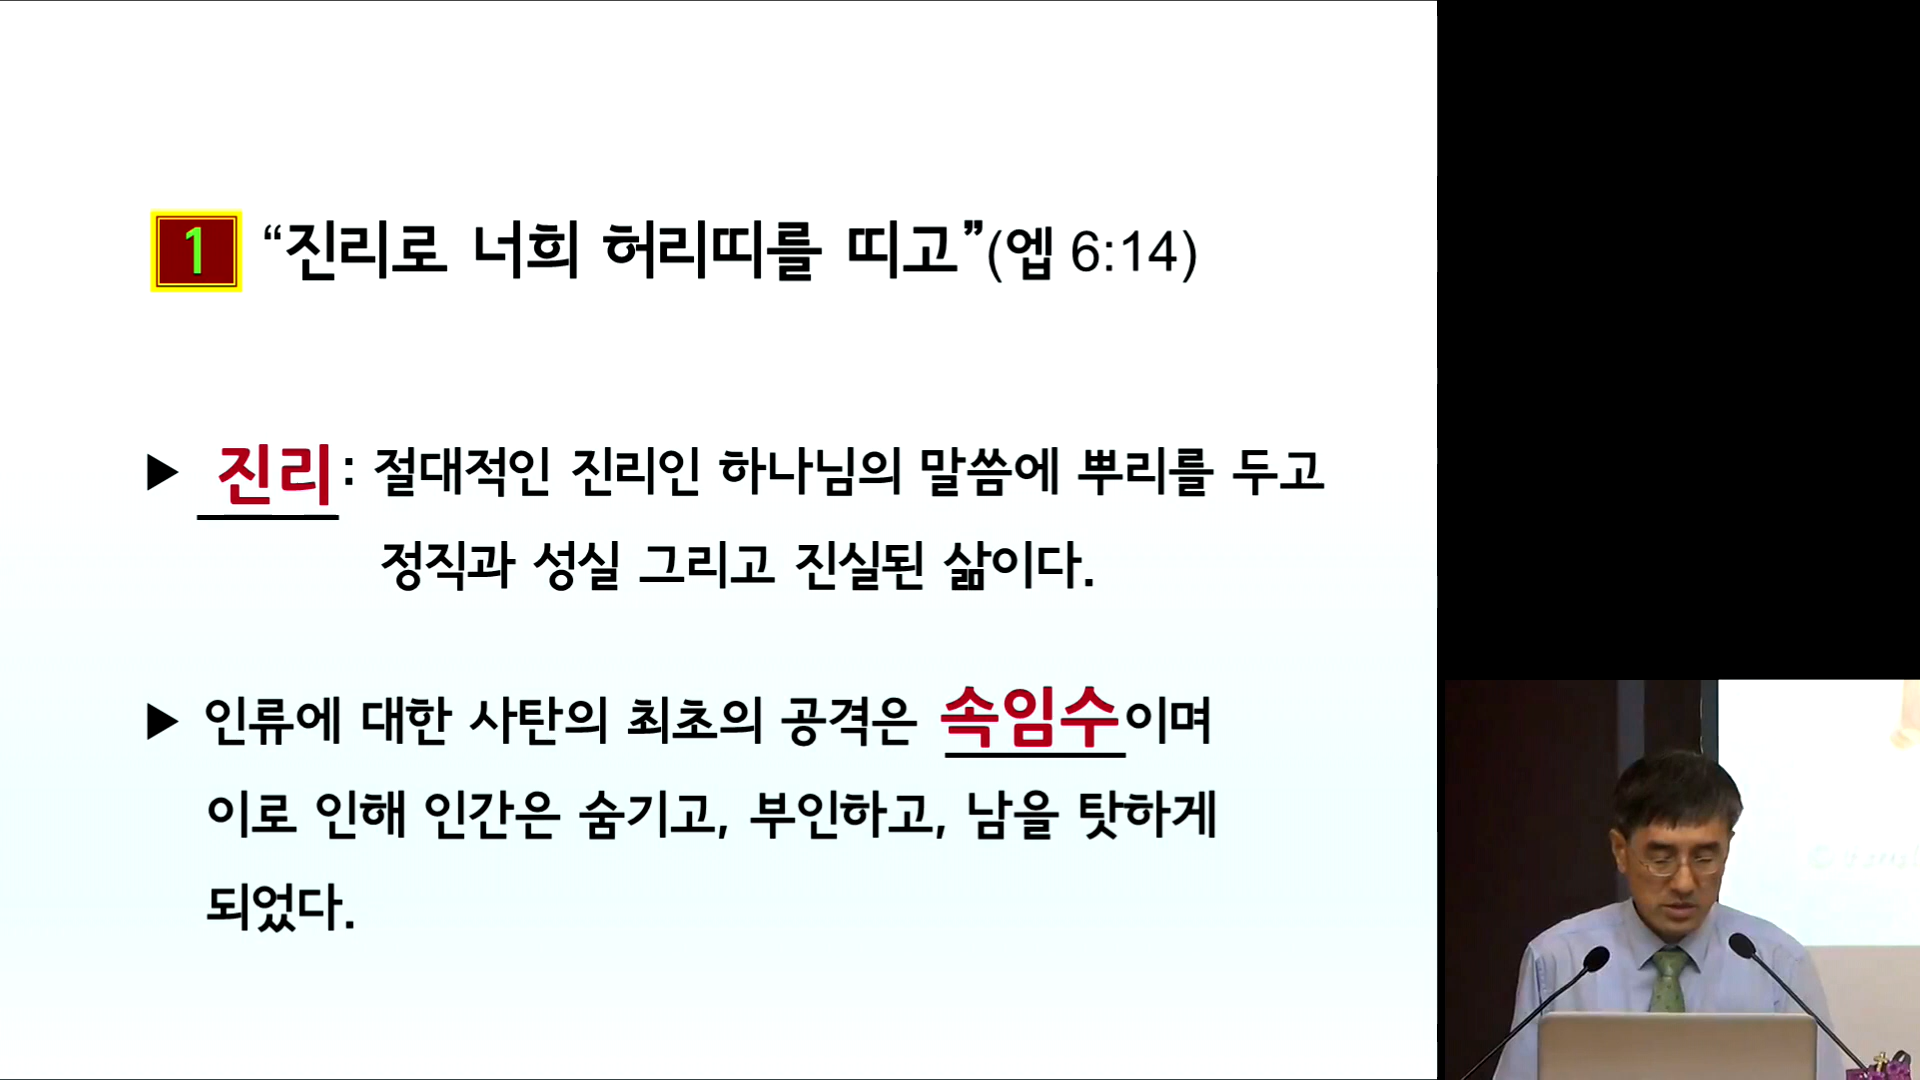 1 “진리로 너희 허리띠를 띠고”(엡 6:14)
▶ 진리: 절대적인 진리인 하나님의 말씀에 뿌리를 두고
정직과 성실 그리고 진실된 삶이다.
▶ 인류에 대한 사탄의 최초의 공격은 속임수이며
이로 인해 인간은 숨기고, 부인하고, 남을 탓하게
되었다.